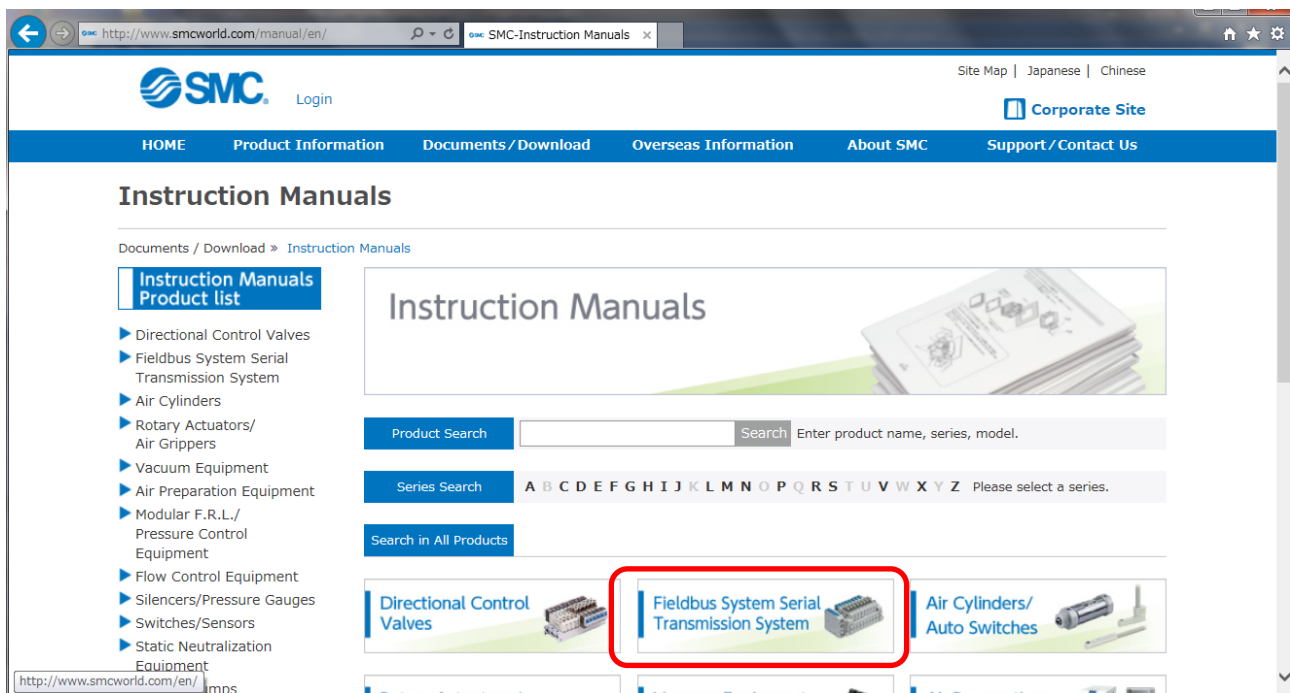 http://www.smcworld.com/manual/en/
SMC-Instruction Manuals
Site Map | Japanese | Chinese
SMC.
Login
Corporate Site
HOME Product Information Documents/Download Overseas Information About SMC Support/Contact Us
Instruction Manuals
Documents / Download » Instruction Manuals
Instruction Manuals
Product list
Directional Control Valves
Fieldbus System Serial
Transmission System
Air Cylinders
Rotary Actuators/
Air Grippers
Vacuum Equipment
Air Preparation Equipment
Modular F.R.L./
Pressure Control
Equipment
Flow Control Equipment
Silencers/Pressure Gauges
Switches/Sensors
Static Neutralization
Equipment
http://www.smcworld.com/en/
Instruction Manuals
Product Search Search Enter product name, series, model.
Series Search A B C D E F G H I J K L M N O P Q R S T U V W X Y Z Please select a series.
Search in All Products
Directional Control
Valves
Fieldbus System Serial
Transmission System
Air Cylinders/
Auto Switches